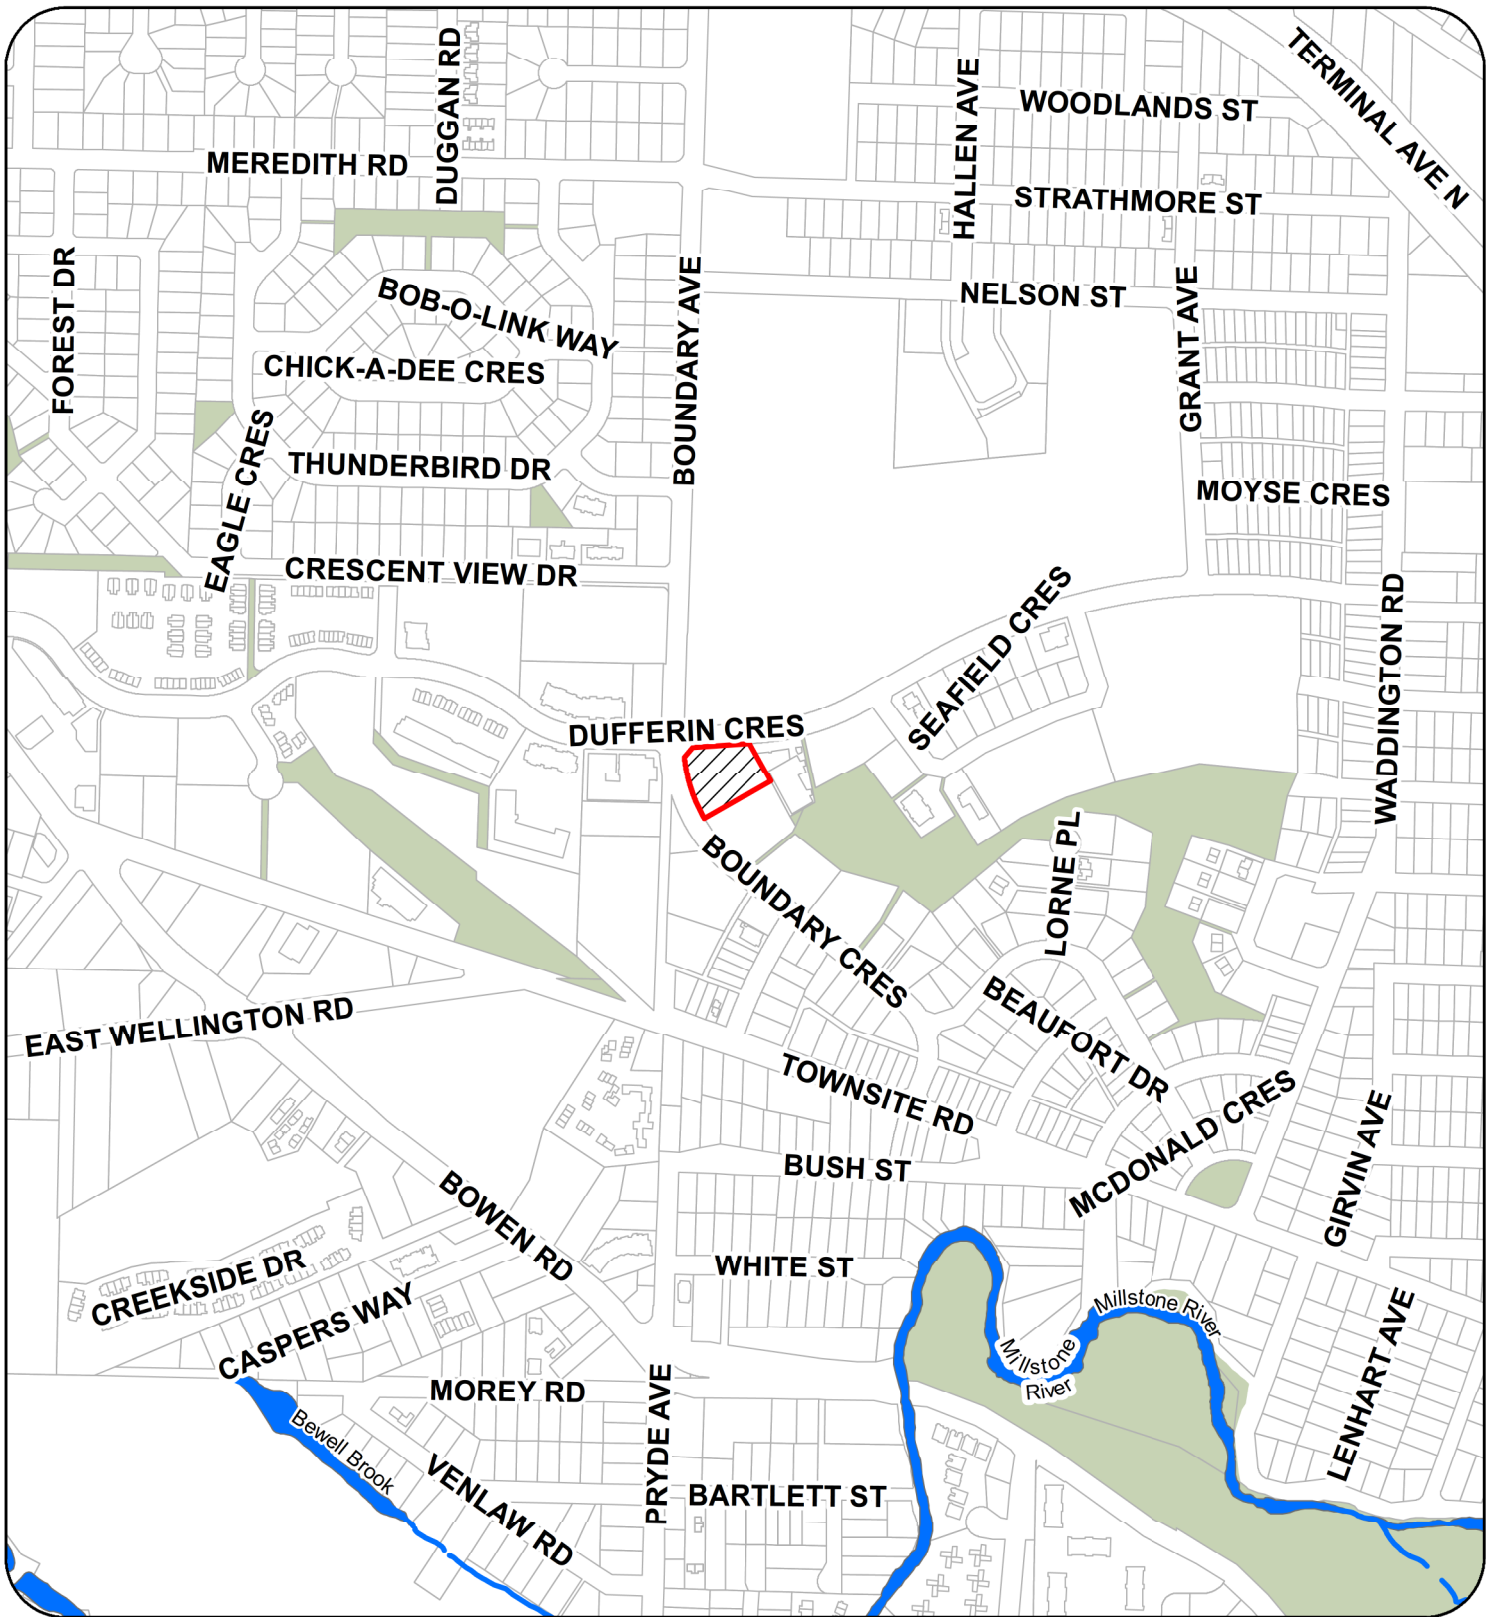 TERMINAL AVE N
DUGGAN RD
HALLEN AVE
WOODLANDS ST
MEREDITH RD
STRATHMORE ST
FOREST DR
BOB-O-LINK WAY
BOUNDARY AVE
NELSON ST
GRANT AVE
CHICK-A-DEE CRES
EAGLE CRES
THUNDERBIRD DR
MOYSE CRES
CRESCENT VIEW DR
SEAFIELD CRES
WADDINGTON RD
DUFFERIN CRES
LORNE PL
BOUNDARY CRES
BEAUFORT DR
EAST WELLINGTON RD
TOWNSITE RD
MCDONALD CRES
GIRVIN AVE
BUSH ST
BOWEN RD
WHITE ST
CREEKSIDE DR
CASPERS WAY
Millstone River
Millstone
River
LENHART AVE
MOREY RD
PRYDE AVE
Bewell Brook
VENLAW RD
BARTLETT ST